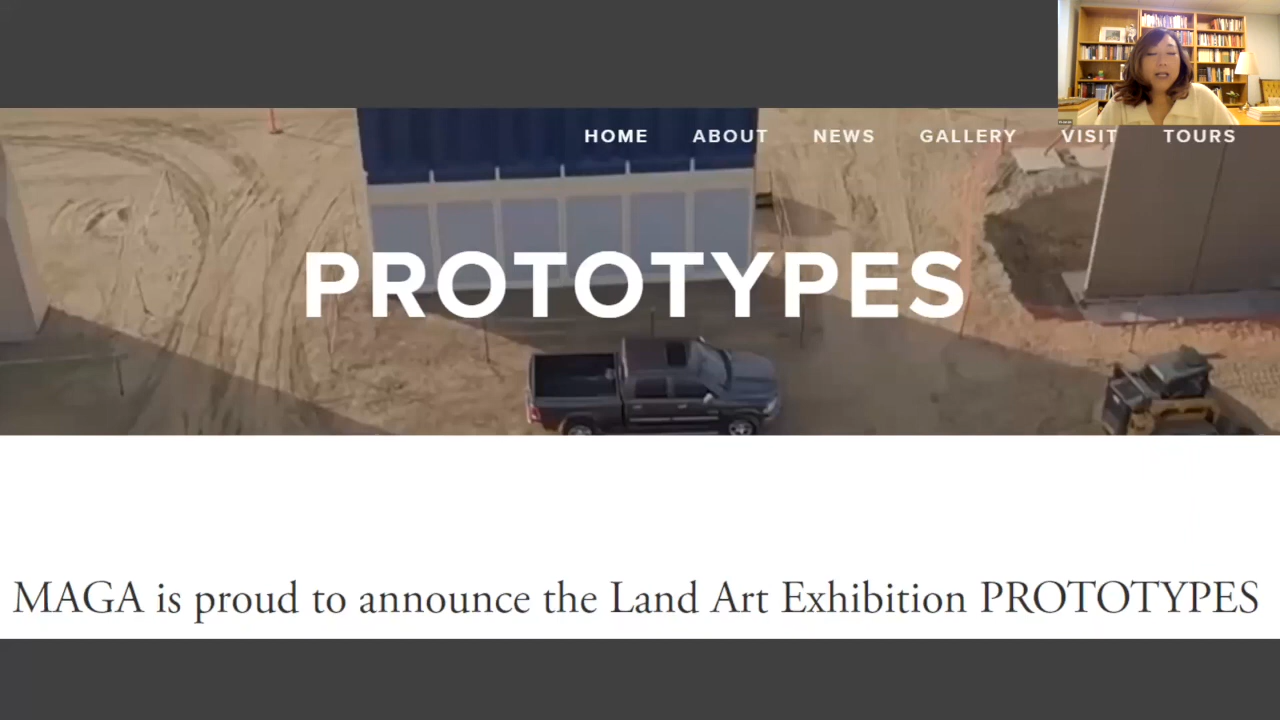 HOME ABOUT NEWS GALLERY VISIT TOURS
PROTOTYPES
MAGA is proud to announce the Land Art Exhibition PROTOTYPES